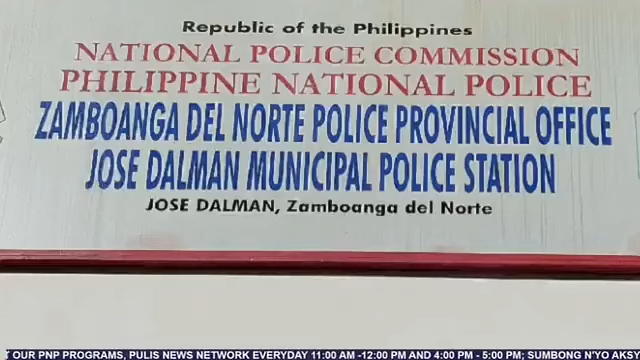 Republic of the Philippines
NATIONAL POLICE COMMISSION
PHILIPPINE NATIONAL POLICE
ZAMBOANGA DEL NORTE POLICE PROVINCIAL OFFICE
JOSE DALMAN MUNICIPAL POLICE STATION
JOSE DALMAN, Zamboanga del Norte
OUR PNP PROGRAMS, PULIS NEWS NETWORK EVERYDAY 11:00 AM -12:00 PM AND 4:00 PM - 5:00 PM; SUMBONG N'YO